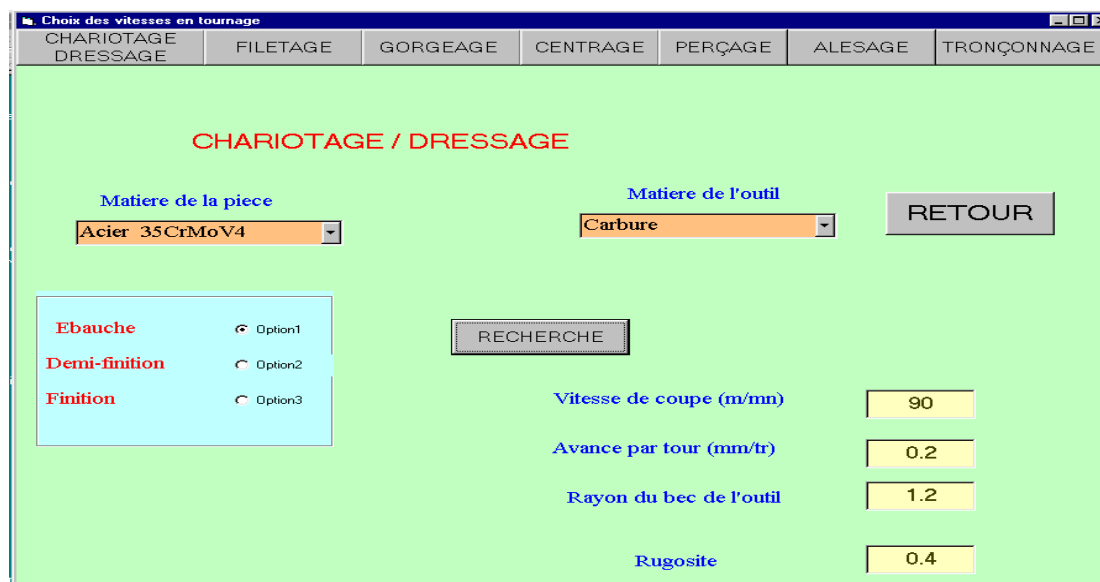 Choix des vitesses en tournage
CHARIOTAGE DRESSAGE FILETAGE GORGEAGE CENTRAGE PERÇAGE ALESAGE TRONÇONNAGE
CHARIOTAGE / DRESSAGE
Matiere de la piece
Matiere de l'outil
Acier 35CrMoV4
Carbure
RETOUR
Ebauche Option1
Demi-finition Option2
Finition Option3
RECHERCHE
Vitesse de coupe (m/mn) 90
Avance par tour (mm/tr) 0.2
Rayon du bec de l'outil 1.2
Rugosite 0.4